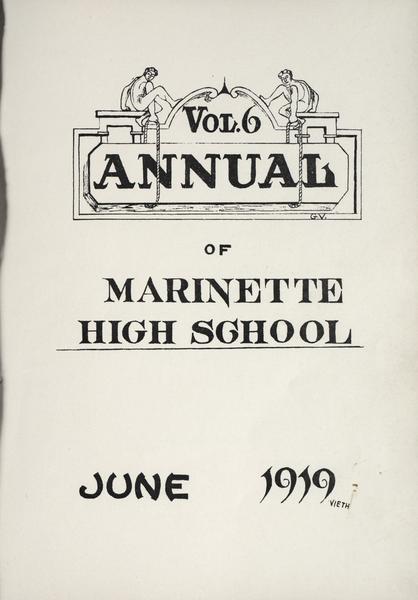 VOL.6
ANNUAL
G.V.
OF
MARINETTE
HIGH SCHOOL
JUNE 1919
VIETH